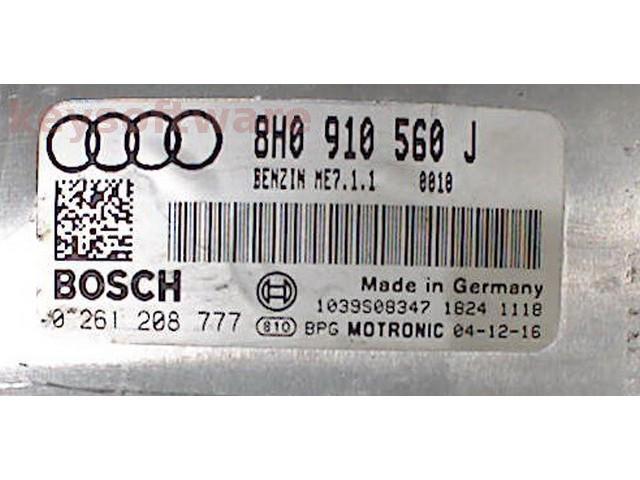 keysoftware
8H0 910 560 J
BENZIN ME7.1.1 0010
BOSCH
Made in Germany
1039S08347 1824 1118
0 261 208 777
810 BPG MOTRONIC 04-12-16